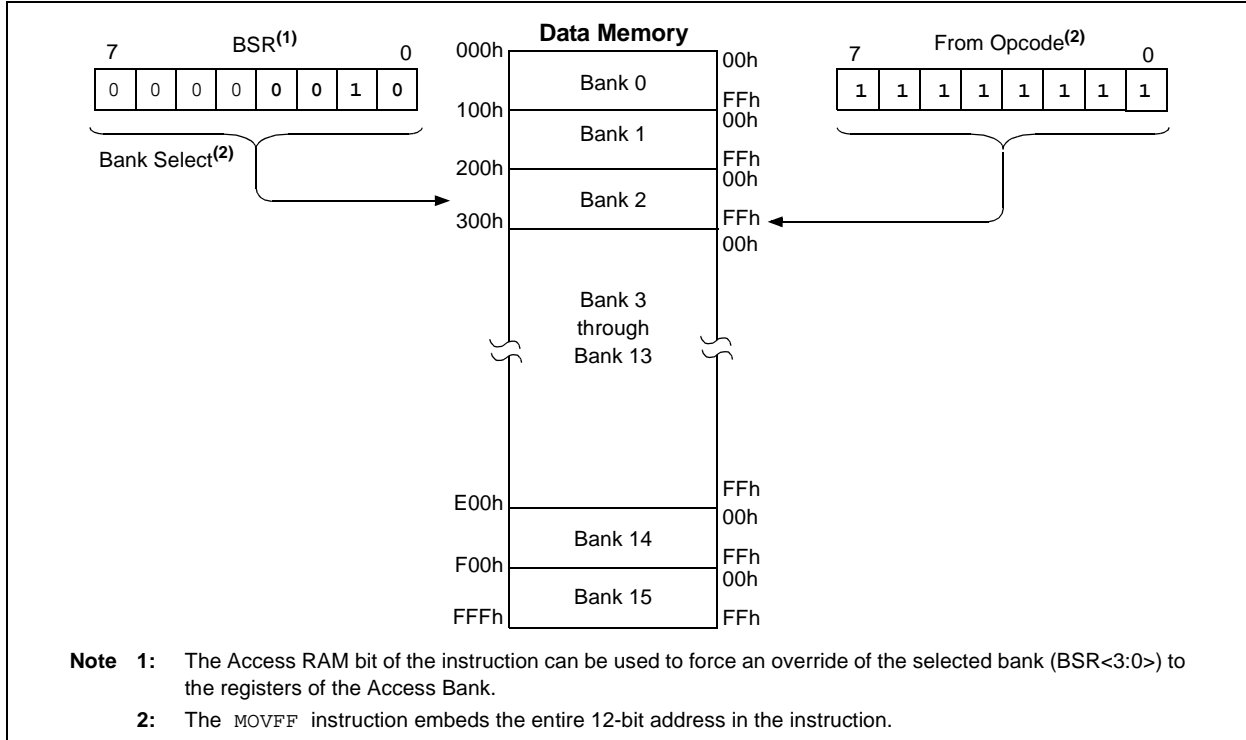 Data Memory
7 BSR(1) 0
0 0 0 0 0 0 1 0
Bank Select(2)
7 From Opcode(2) 0
1 1 1 1 1 1 1 1
000h
00h
Bank 0
FFh
100h
00h
Bank 1
FFh
200h
00h
Bank 2
FFh
300h
00h
Bank 3
through
Bank 13
FFh
E00h
00h
Bank 14
FFh
F00h
00h
Bank 15
FFFh
FFh
Note 1: The Access RAM bit of the instruction can be used to force an override of the selected bank (BSR<3:0>) to
the registers of the Access Bank.
2: The MOVFF instruction embeds the entire 12-bit address in the instruction.